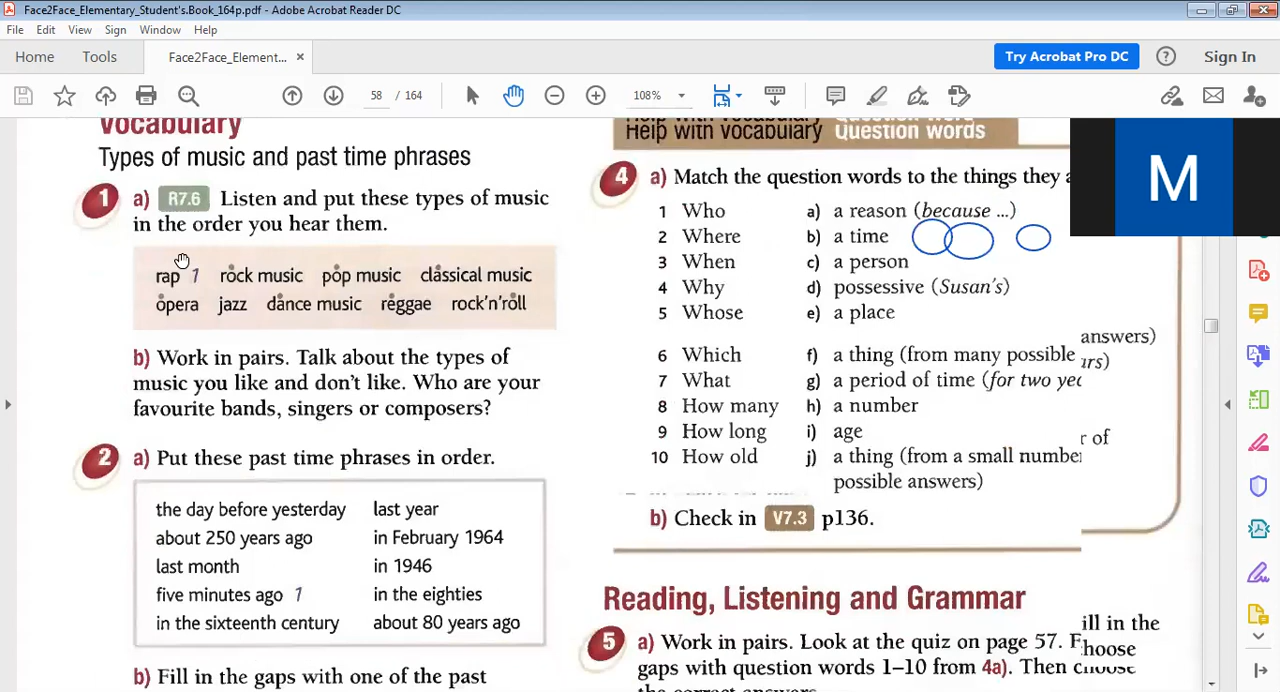 Face2Face_Elementary_Student's.Book_164p.pdf - Adobe Acrobat Reader DC
File Edit View Sign Window Help
Home Tools Face2Face_Element... × Try Acrobat Pro DC ? Sign In
58 / 164 108%
Vocabulary
Types of music and past time phrases
1 a) R7.6 Listen and put these types of music
in the order you hear them.
rap 1 rock music pop music classical music
opera jazz dance music reggae rock'n'roll
b) Work in pairs. Talk about the types of
music you like and don't like. Who are your
favourite bands, singers or composers?
2 a) Put these past time phrases in order.
the day before yesterday last year
about 250 years ago in February 1964
last month in 1946
five minutes ago 1 in the eighties
in the sixteenth century about 80 years ago
b) Fill in the gaps with one of the past
Help with Vocabulary Question words
4 a) Match the question words to the things they
1 Who a) a reason (because ...)
2 Where b) a time
3 When c) a person
4 Why d) possessive (Susan's)
5 Whose e) a place
answers)
6 Which f) a thing (from many possible
7 What g) a period of time (for two
8 How many h) a number
9 How long i) age
of
10 How old j) a thing (from a small number
possible answers)
b) Check in V7.3 p136.
Reading, Listening and Grammar
ill in the
5 a) Work in pairs. Look at the quiz on page 57. F
hoose
gaps with question words 1–10 from 4a). Then choose
the correct answers.
M